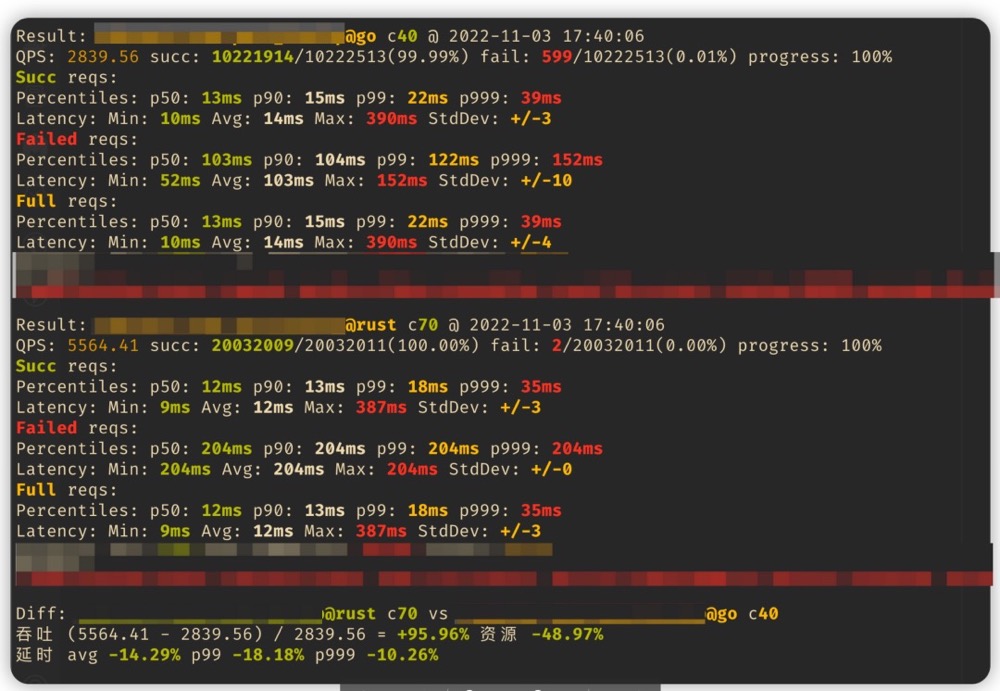 Result: @go c40 @ 2022-11-03 17:40:06
QPS: 2839.56 succ: 10221914/10222513(99.99%) fail: 599/10222513(0.01%) progress: 100%
Succ reqs:
Percentiles: p50: 13ms p90: 15ms p99: 22ms p999: 39ms
Latency: Min: 10ms Avg: 14ms Max: 390ms StdDev: +/-3
Failed reqs:
Percentiles: p50: 103ms p90: 104ms p99: 122ms p999: 152ms
Latency: Min: 52ms Avg: 103ms Max: 152ms StdDev: +/-10
Full reqs:
Percentiles: p50: 13ms p90: 15ms p99: 22ms p999: 39ms
Latency: Min: 10ms Avg: 14ms Max: 390ms StdDev: +/-4
Result: @rust c70 @ 2022-11-03 17:40:06
QPS: 5564.41 succ: 20032009/20032011(100.00%) fail: 2/20032011(0.00%) progress: 100%
Succ reqs:
Percentiles: p50: 12ms p90: 13ms p99: 18ms p999: 35ms
Latency: Min: 9ms Avg: 12ms Max: 387ms StdDev: +/-3
Failed reqs:
Percentiles: p50: 204ms p90: 204ms p99: 204ms p999: 204ms
Latency: Min: 204ms Avg: 204ms Max: 204ms StdDev: +/-0
Full reqs:
Percentiles: p50: 12ms p90: 13ms p99: 18ms p999: 35ms
Latency: Min: 9ms Avg: 12ms Max: 387ms StdDev: +/-3
Diff: @rust c70 vs @go c40
吞吐 (5564.41 - 2839.56) / 2839.56 = +95.96% 资源 -48.97%
延时 avg -14.29% p99 -18.18% p999 -10.26%